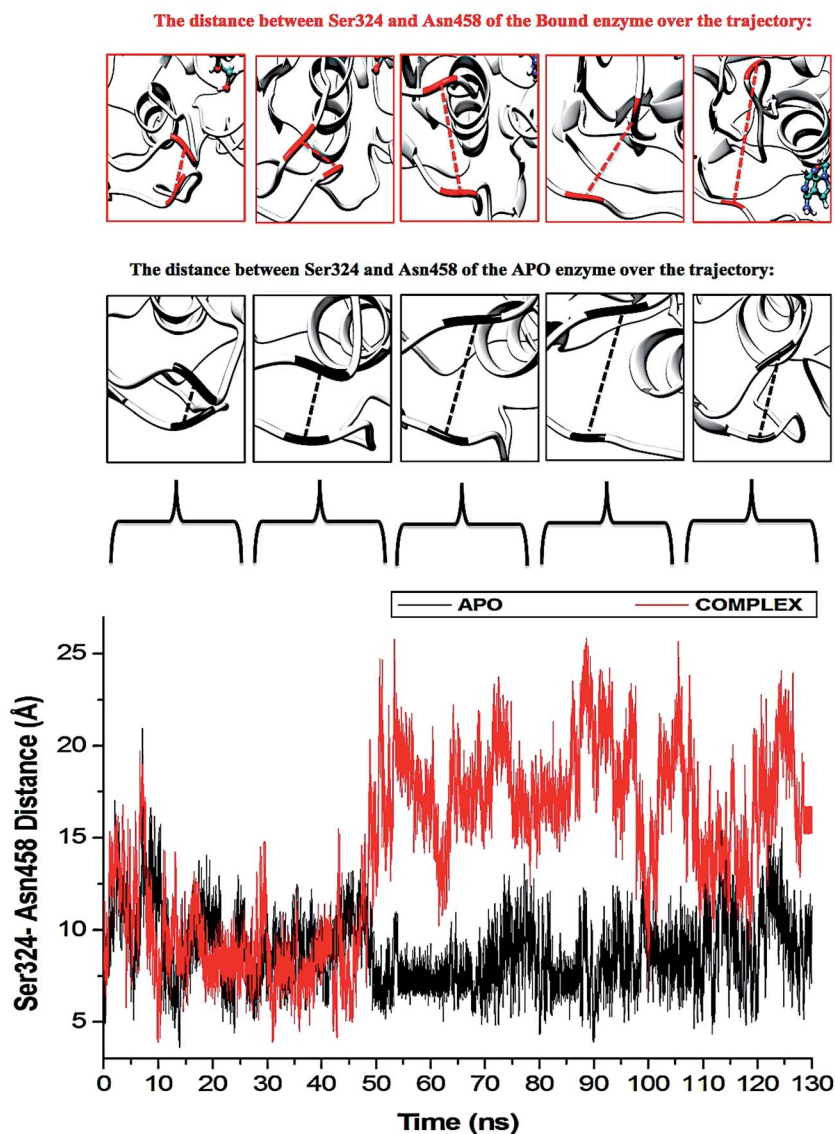 The distance between Ser324 and Asn458 of the Bound enzyme over the trajectory:
The distance between Ser324 and Asn458 of the APO enzyme over the trajectory:
APO COMPLEX
Ser324- Asn458 Distance (Å)
25
20
15
10
5
0 10 20 30 40 50 60 70 80 90 100 110 120 130
Time (ns)